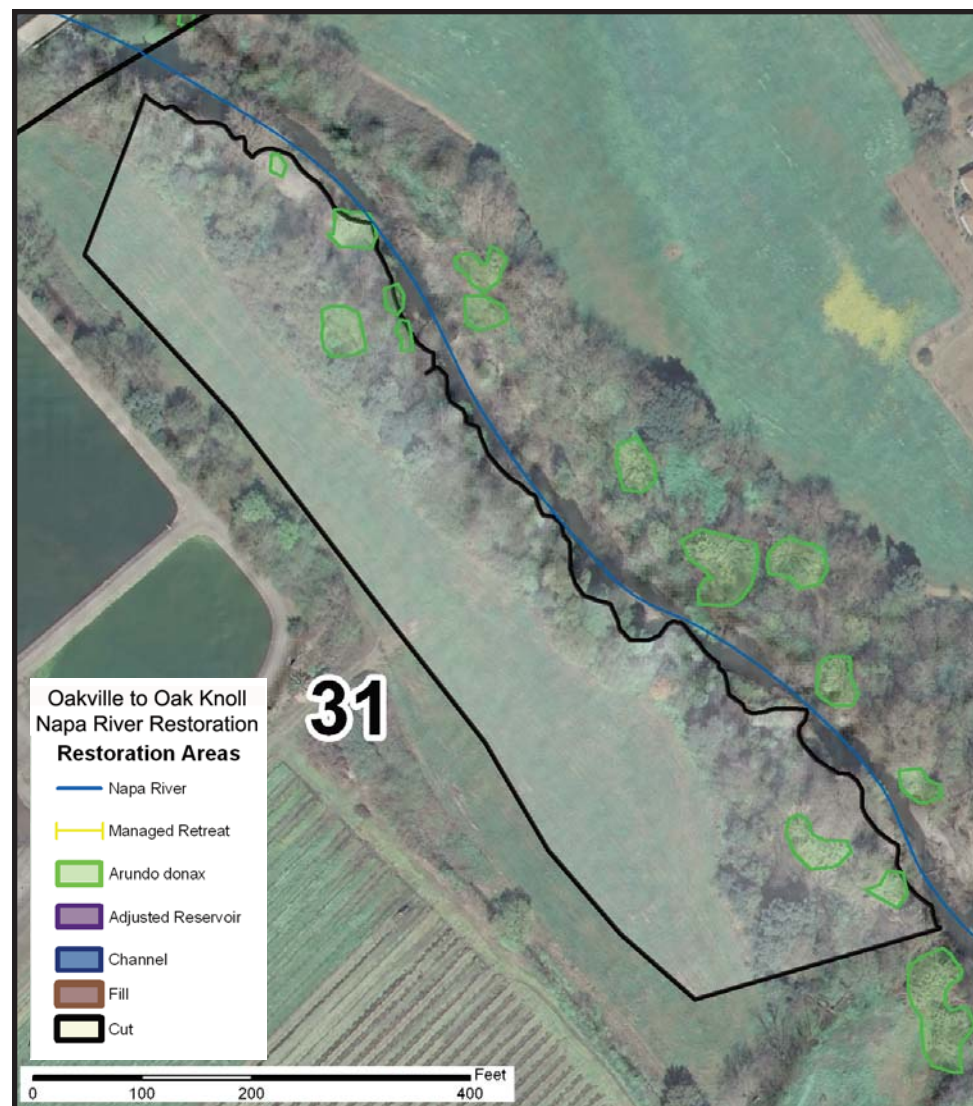 31
Oakville to Oak Knoll
Napa River Restoration
Restoration Areas
Napa River
Managed Retreat
Arundo donax
Adjusted Reservoir
Channel
Fill
Cut
Feet
0 100 200 400